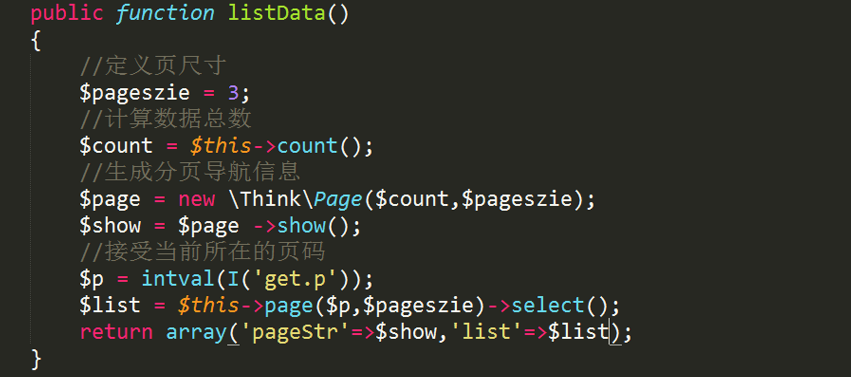 public function listData()
{
//定义页尺寸
$pageszie = 3;
//计算数据总数
$count = $this->count();
//生成分页导航信息
$page = new \Think\Page($count,$pageszie);
$show = $page ->show();
//接受当前所在的页码
$p = intval(I('get.p'));
$list = $this->page($p,$pageszie)->select();
return array('pageStr'=>$show,'list'=>$list);
}